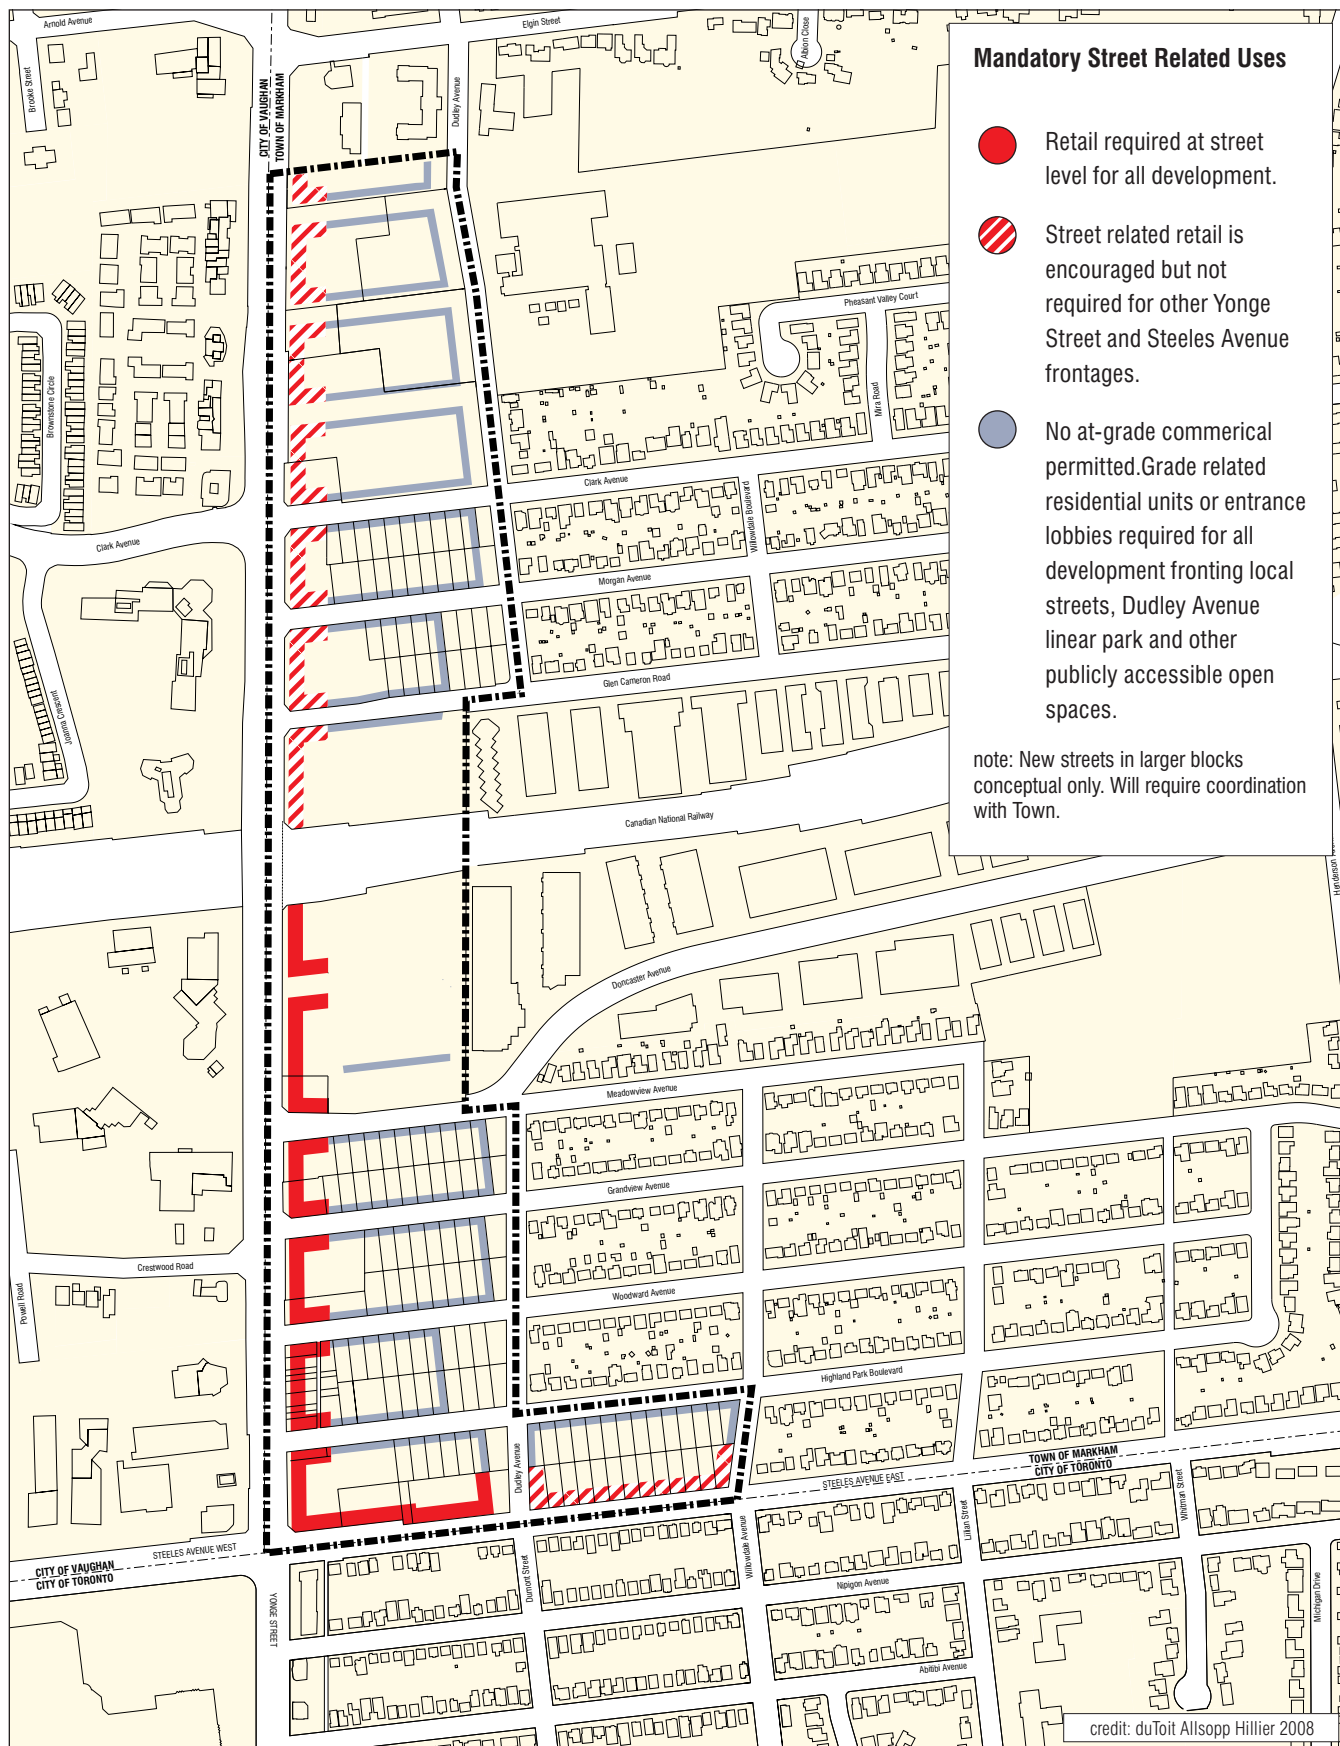 Arnold Avenue
Elgin Street
Albion Close
Brooke Street
CITY OF VAUGHAN
TOWN OF MARKHAM
Dudley Avenue
Mandatory Street Related Uses
Retail required at street
level for all development.
Street related retail is
encouraged but not
required for other Yonge
Street and Steeles Avenue
frontages.
No at-grade commerical
permitted.Grade related
residential units or entrance
lobbies required for all
development fronting local
streets, Dudley Avenue
linear park and other
publicly accessible open
spaces.
note: New streets in larger blocks
conceptual only. Will require coordination
with Town.
Pheasant Valley Court
Brownstone Circle
Mira Road
Clark Avenue
Willowdale Boulevard
Clark Avenue
Morgan Avenue
Glen Cameron Road
Joanna Crescent
Canadian National Railway
Henderson
Doncaster Avenue
Meadowview Avenue
Grandview Avenue
Crestwood Road
Powell Road
Woodward Avenue
Highland Park Boulevard
Dudley Avenue
TOWN OF MARKHAM
CITY OF TORONTO
STEELES AVENUE EAST
Whitman Street
Lillian Street
STEELES AVENUE WEST
CITY OF VAUGHAN
CITY OF TORONTO
YONGE STREET
Dumont Street
Willowdale Avenue
Nipigon Avenue
Michigan Drive
Abitibi Avenue
credit: duToit Allsopp Hillier 2008